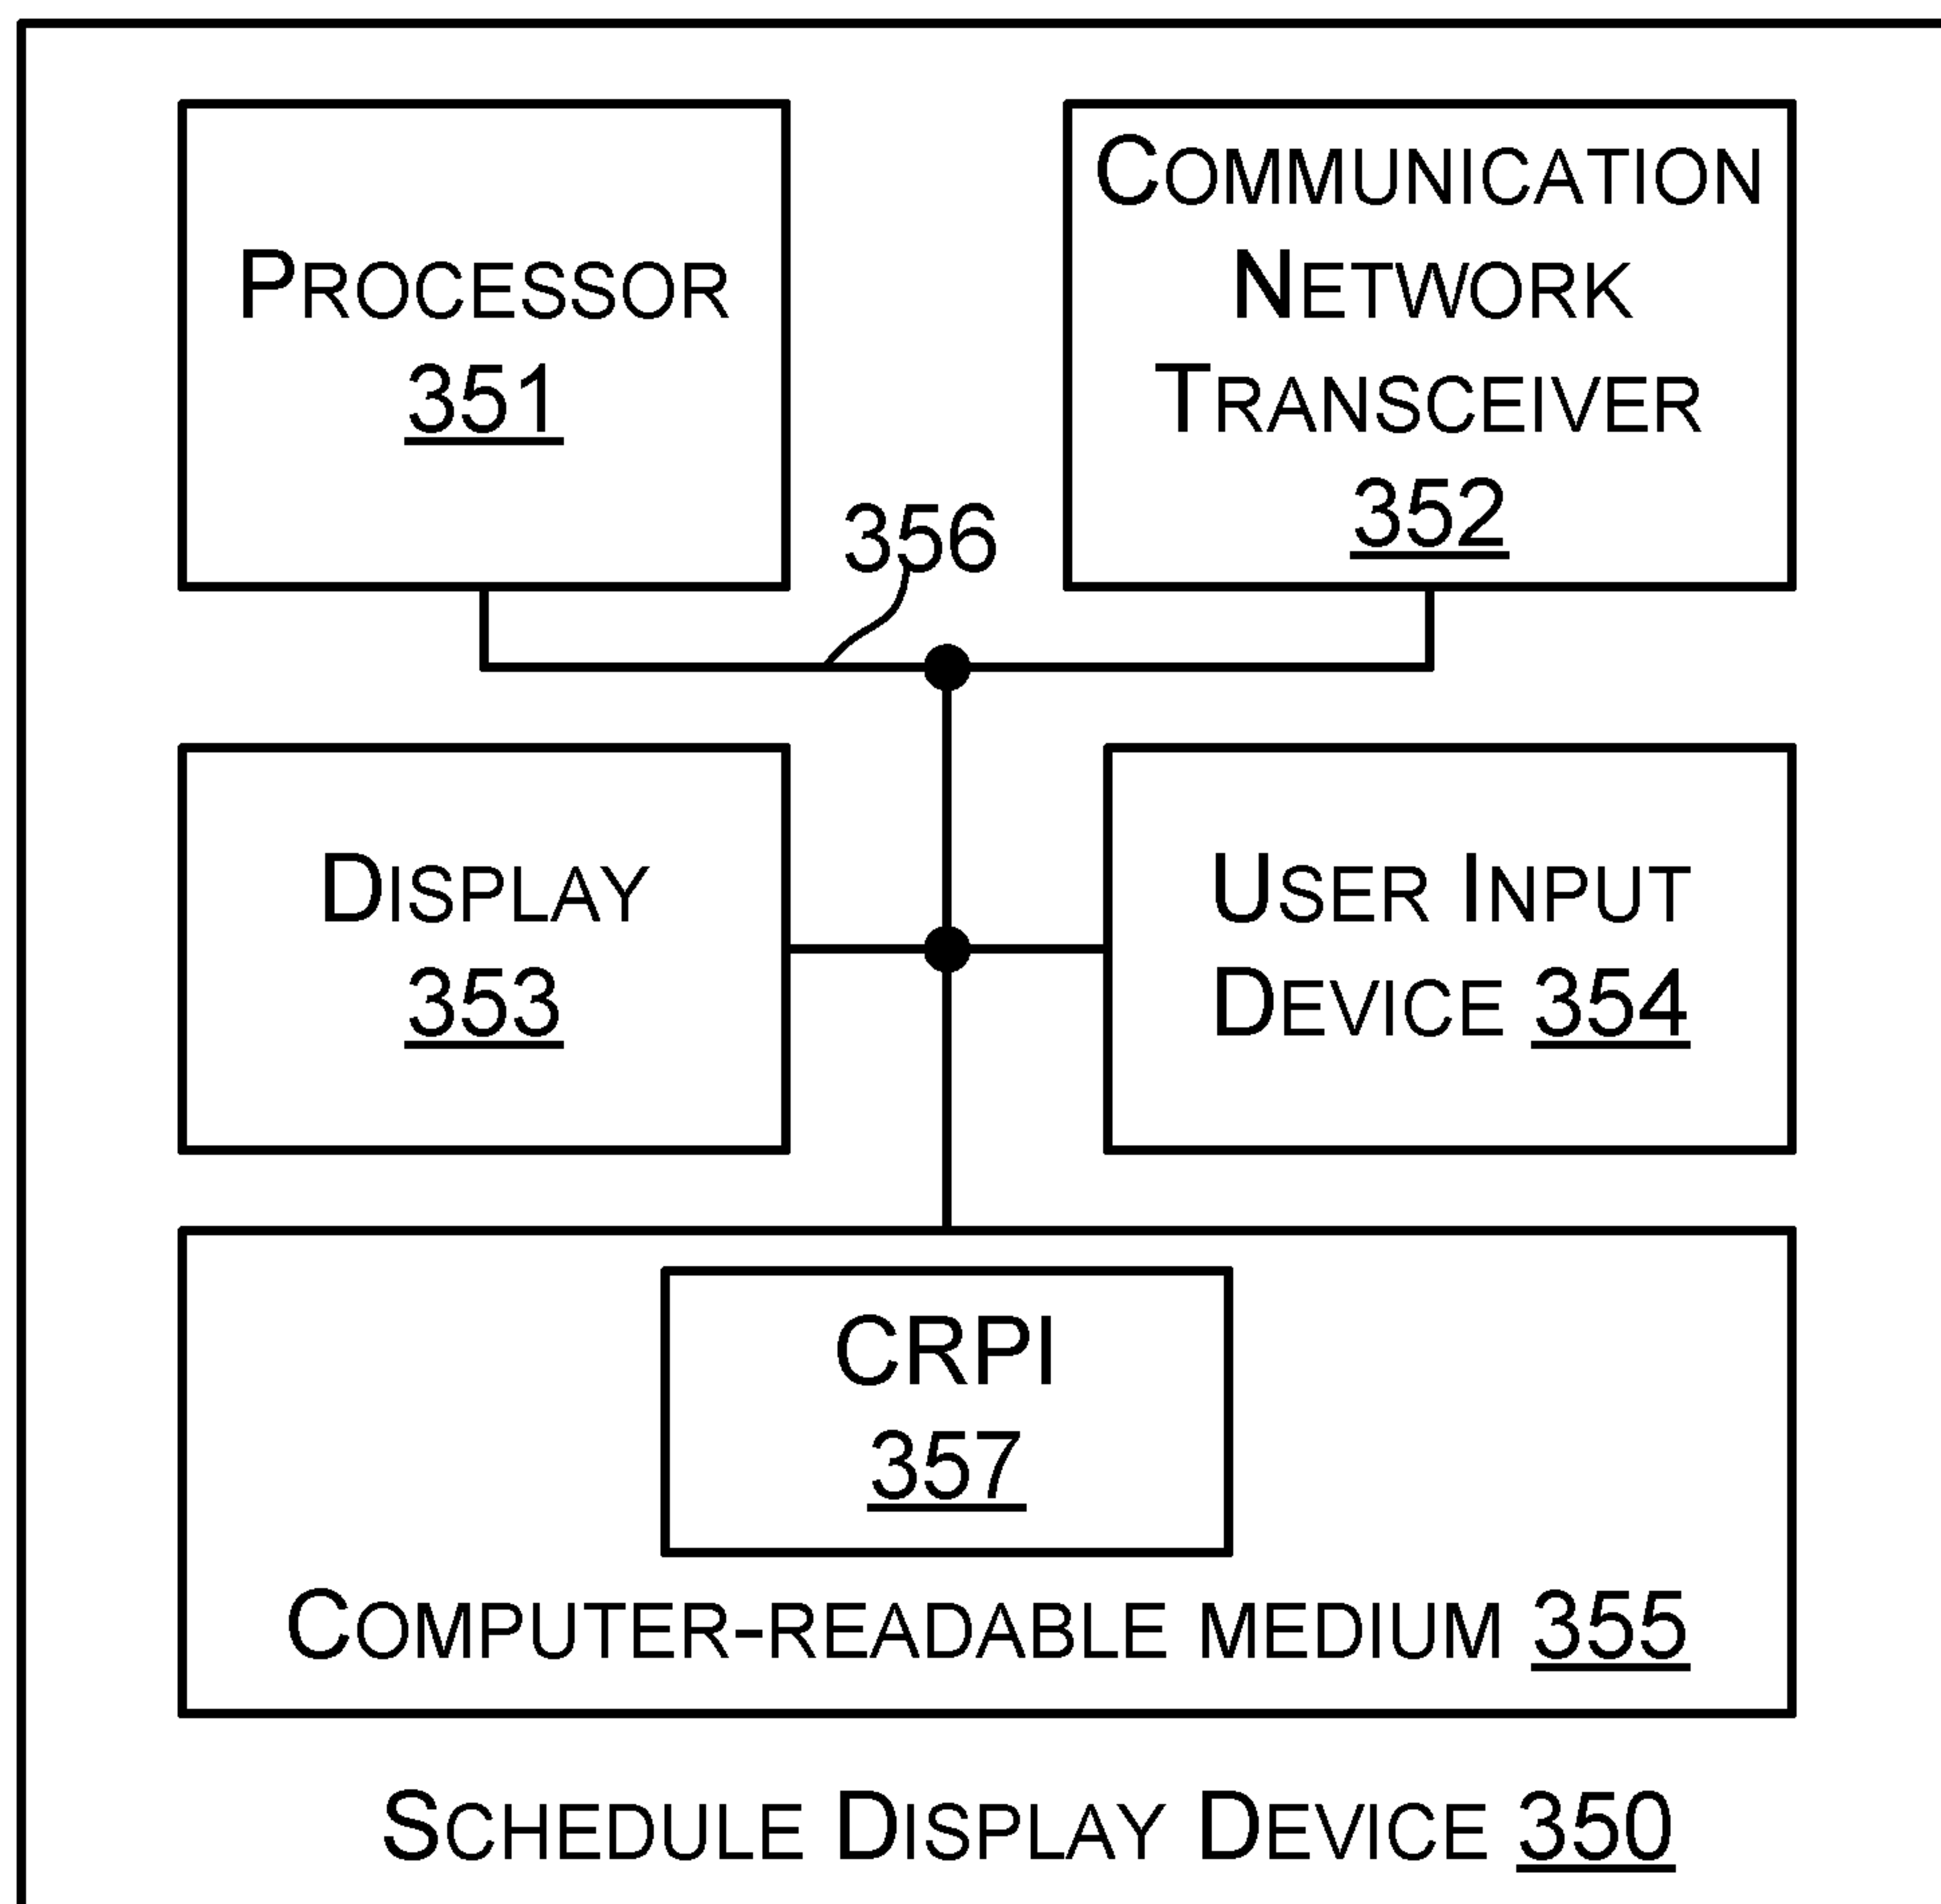 PROCESSOR
351
COMMUNICATION
NETWORK
TRANSCEIVER
352
356
DISPLAY
353
USER INPUT
DEVICE 354
CRPI
357
COMPUTER-READABLE MEDIUM 355
SCHEDULE DISPLAY DEVICE 350